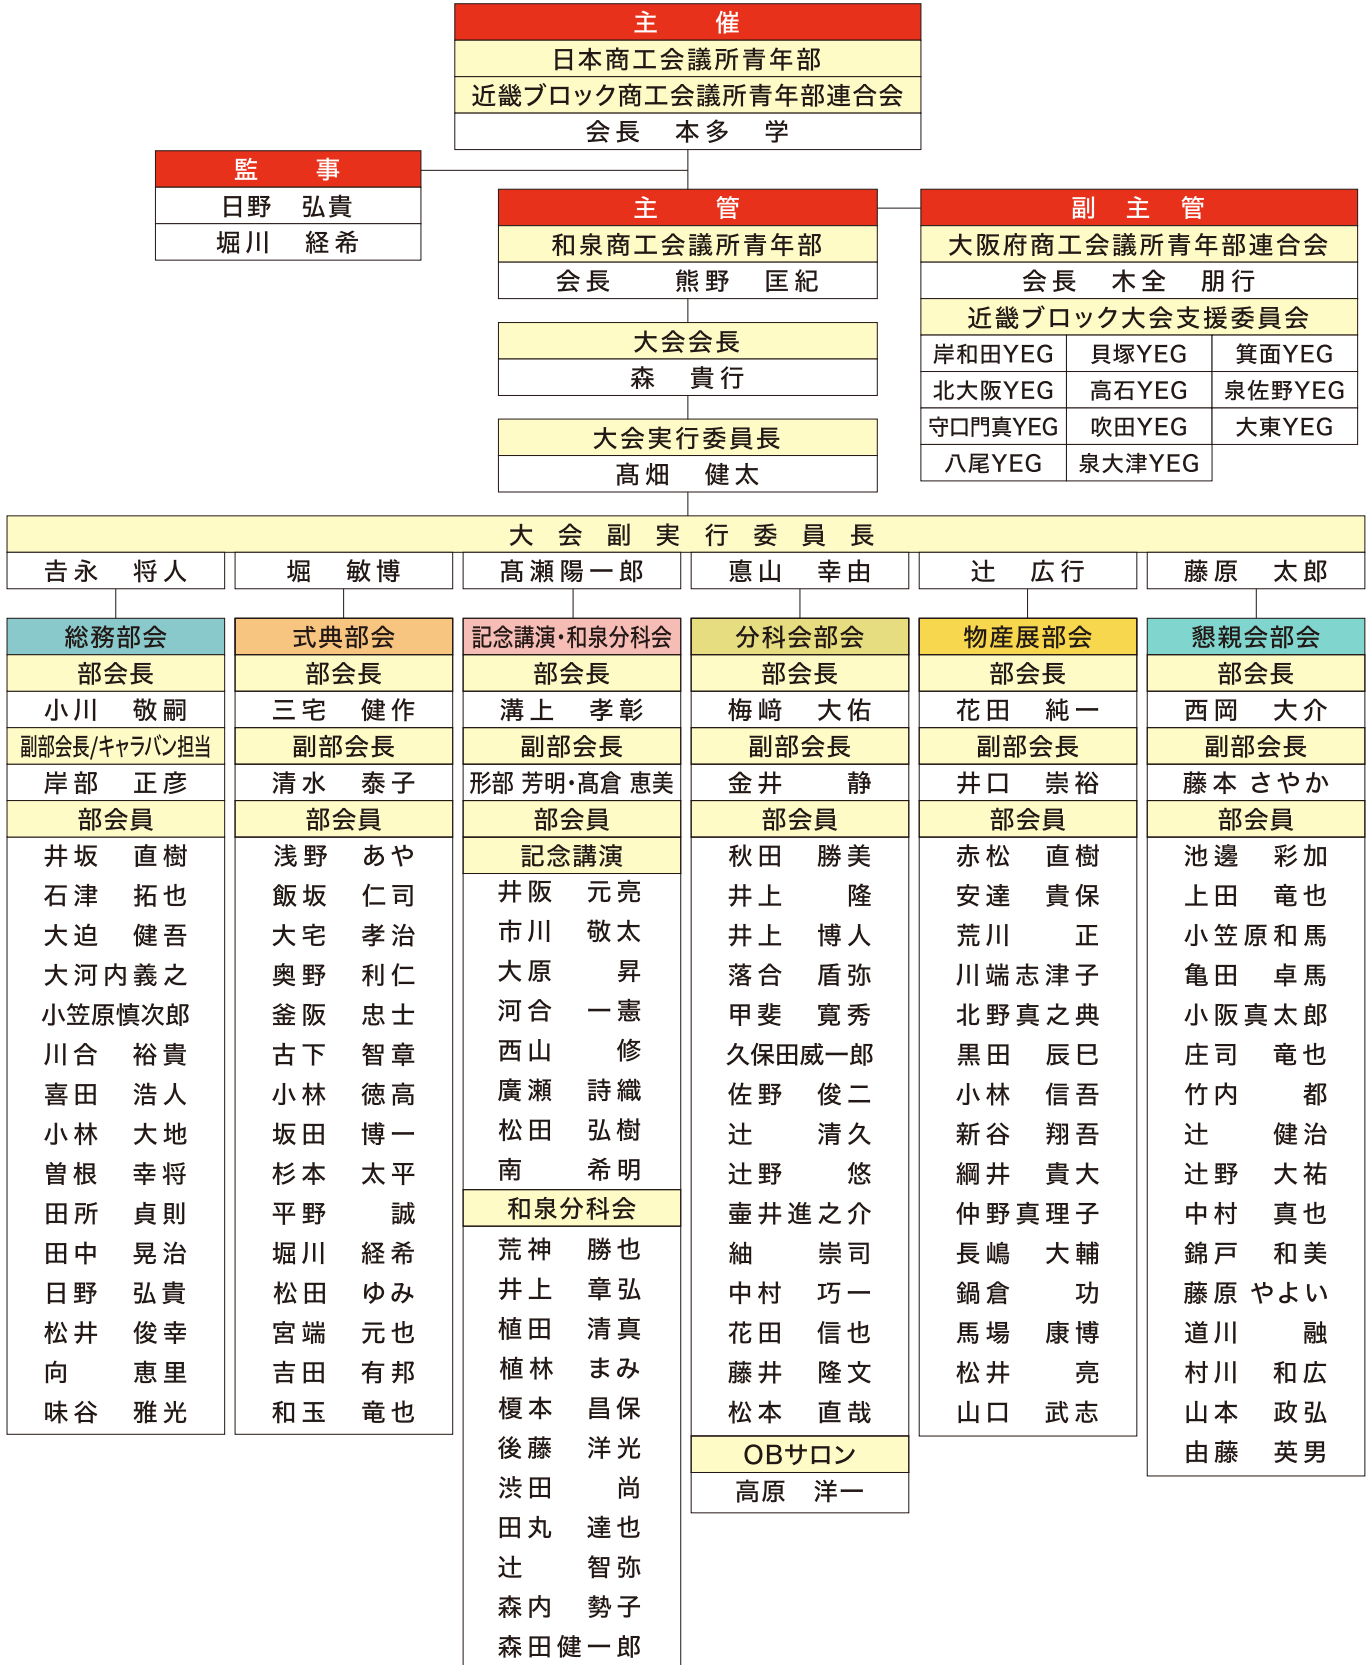 主　催
日本商工会議所青年部
近畿ブロック商工会議所青年部連合会
会長　本多　学
監　事
日野　弘貴
堀川　経希
主　管
和泉商工会議所青年部
会長　熊野　匡紀
副　主　管
大阪府商工会議所青年部連合会
会長　木全　朋行
近畿ブロック大会支援委員会
岸和田YEG　貝塚YEG　箕面YEG
北大阪YEG　高石YEG　泉佐野YEG
守口門真YEG　吹田YEG　大東YEG
八尾YEG　泉大津YEG
大会会長
森　貴行
大会実行委員長
髙畑　健太
大会副実行委員長
𠮷永　将人
総務部会
部会長
小川　敬嗣
副部会長/キャラバン担当
岸部　正彦
部会員
井坂　直樹
石津　拓也
大迫　健吾
大河内義之
小笠原慎次郎
川合　裕貴
喜田　浩人
小林　大地
曽根　幸将
田所　貞則
田中　晃治
日野　弘貴
松井　俊幸
向　恵里
味谷　雅光
堀　敏博
式典部会
部会長
三宅　健作
副部会長
清水　泰子
部会員
浅野　あや
飯坂　仁司
大宅　孝治
奥野　利仁
釜阪　忠士
古下　智章
小林　徳高
坂田　博一
杉本　太平
平野　誠
堀川　経希
松田　ゆみ
宮端　元也
吉田　有邦
和玉　竜也
髙瀬陽一郎
記念講演・和泉分科会
部会長
溝上　孝彰
副部会長
形部 芳明・髙倉 恵美
部会員
記念講演
井阪　元亮
市川　敬太
大原　昇
河合　一憲
西山　修
廣瀬　詩織
松田　弘樹
南　希明
和泉分科会
荒神　勝也
井上　章弘
植田　清真
植林　まみ
榎本　昌保
後藤　洋光
渋田　尚
田丸　達也
辻　智弥
森内　勢子
森田健一郎
悳山　幸由
分科会部会
部会長
梅﨑　大佑
副部会長
金井　静
部会員
秋田　勝美
井上　隆
井上　博人
落合　盾弥
甲斐　寛秀
久保田威一郎
佐野　俊二
辻　清久
辻野　悠
壷井進之介
紬　崇司
中村　巧一
花田　信也
藤井　隆文
松本　直哉
OBサロン
高原　洋一
辻　広行
物産展部会
部会長
花田　純一
副部会長
井口　崇裕
部会員
赤松　直樹
安達　貴保
荒川　正
川端志津子
北野真之典
黒田　辰巳
小林　信吾
新谷　翔吾
綱井　貴大
仲野真理子
長嶋　大輔
鍋倉　功
馬場　康博
松井　亮
山口　武志
藤原　太郎
懇親会部会
部会長
西岡　大介
副部会長
藤本 さやか
部会員
池邊　彩加
上田　竜也
小笠原和馬
亀田　卓馬
小阪真太郎
庄司　竜也
竹内　都
辻　健治
辻野　大祐
中村　真也
錦戸　和美
藤原 やよい
道川　融
村川　和広
山本　政弘
由藤　英男